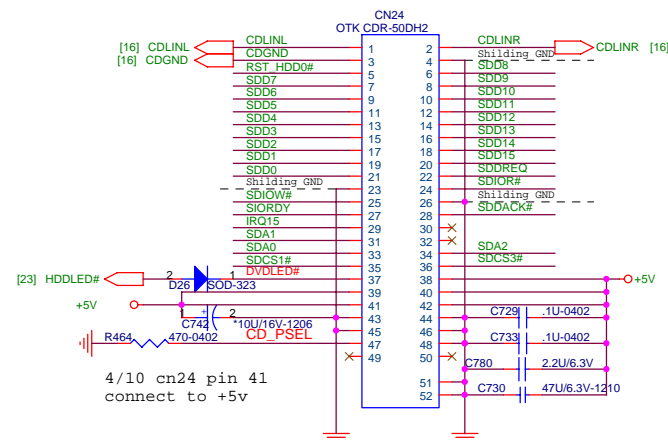 CN24
OTK CDR-50DH2
[16] CDLINL CDLINL 1 2 CDLINR CDLINR [16]
[16] CDGND CDGND 3 4 Shilding GND
RST_HDD0# 5 6 SDD8
SDD7 7 8 SDD9
SDD6 9 10 SDD10
SDD5 11 12 SDD11
SDD4 13 14 SDD12
SDD3 15 16 SDD13
SDD2 17 18 SDD14
SDD1 19 20 SDD15
SDD0 21 22 SDDREQ
Shilding GND 23 24 SDIOR#
SDIOW# 25 26 Shilding GND
SIORDY 27 28 SDDACK#
IRQ15 29 30
SDA1 31 32
SDA0 33 34 SDA2
SDCS1# 35 36 SDCS3#
[23] HDDLED# 2 1 DVDLED# 37 38 +5V
D26 SOD-323 39 40
+5V 41 42
1 + 2 43 44 C729 .1U-0402
C742 *10U/16V-1206 45 46
R464 470-0402 CD_PSEL 47 48 C733 .1U-0402
49 50
C780 2.2U/6.3V
51
C730 47U/6.3V-1210
52
4/10 cn24 pin 41
connect to +5v